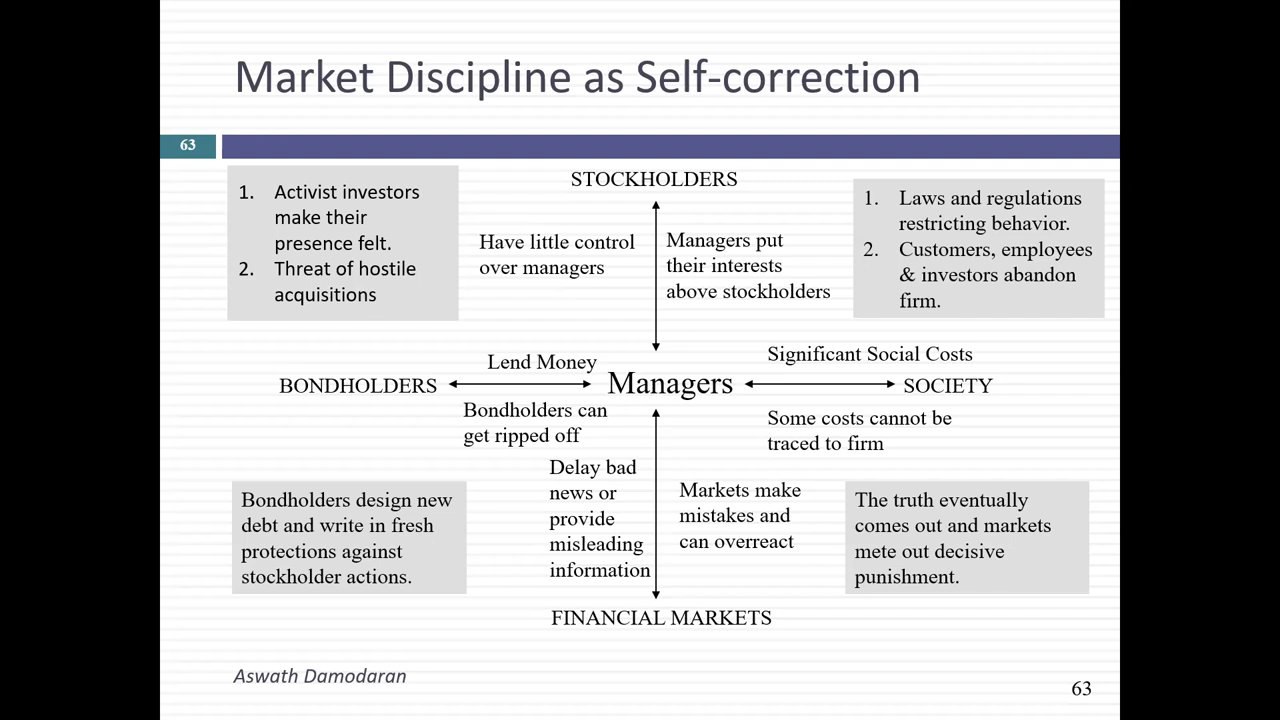 Market Discipline as Self-correction
63
1. Activist investors
make their
presence felt.
2. Threat of hostile
acquisitions
STOCKHOLDERS
Have little control
over managers
Managers put
their interests
above stockholders
1. Laws and regulations
restricting behavior.
2. Customers, employees
& investors abandon
firm.
Lend Money
Significant Social Costs
BONDHOLDERS
Managers
SOCIETY
Bondholders can
get ripped off
Some costs cannot be
traced to firm
Delay bad
news or
provide
misleading
information
Markets make
mistakes and
can overreact
Bondholders design new
debt and write in fresh
protections against
stockholder actions.
The truth eventually
comes out and markets
mete out decisive
punishment.
FINANCIAL MARKETS
Aswath Damodaran
63